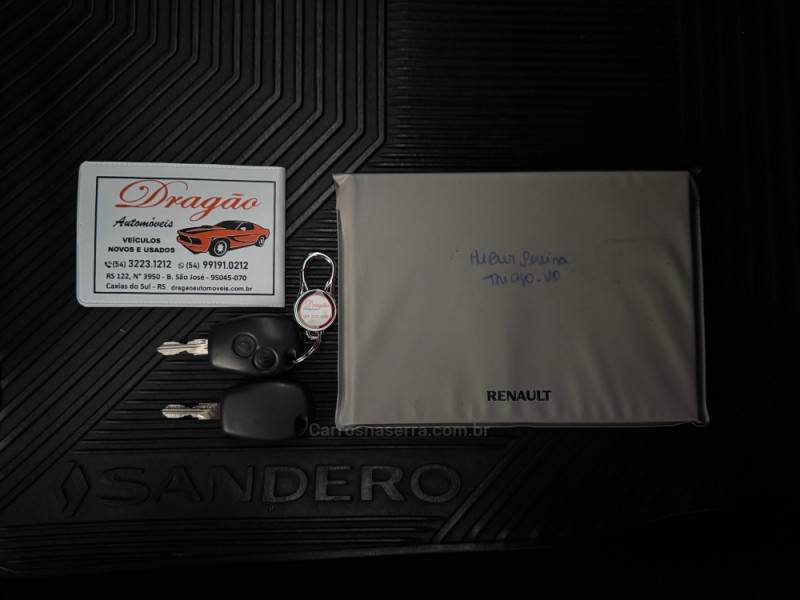 Dragão
Automóveis
VEÍCULOS
NOVOS E USADOS
(54) 3223.1212 (54) 99191.0212
RS 122, N° 3950 - B. São José - 95045-070
Caxias do Sul - RS dragaoautomoveis.com.br
Dragão
RENAULT
Carrosnaserra.com.br
SANDERO